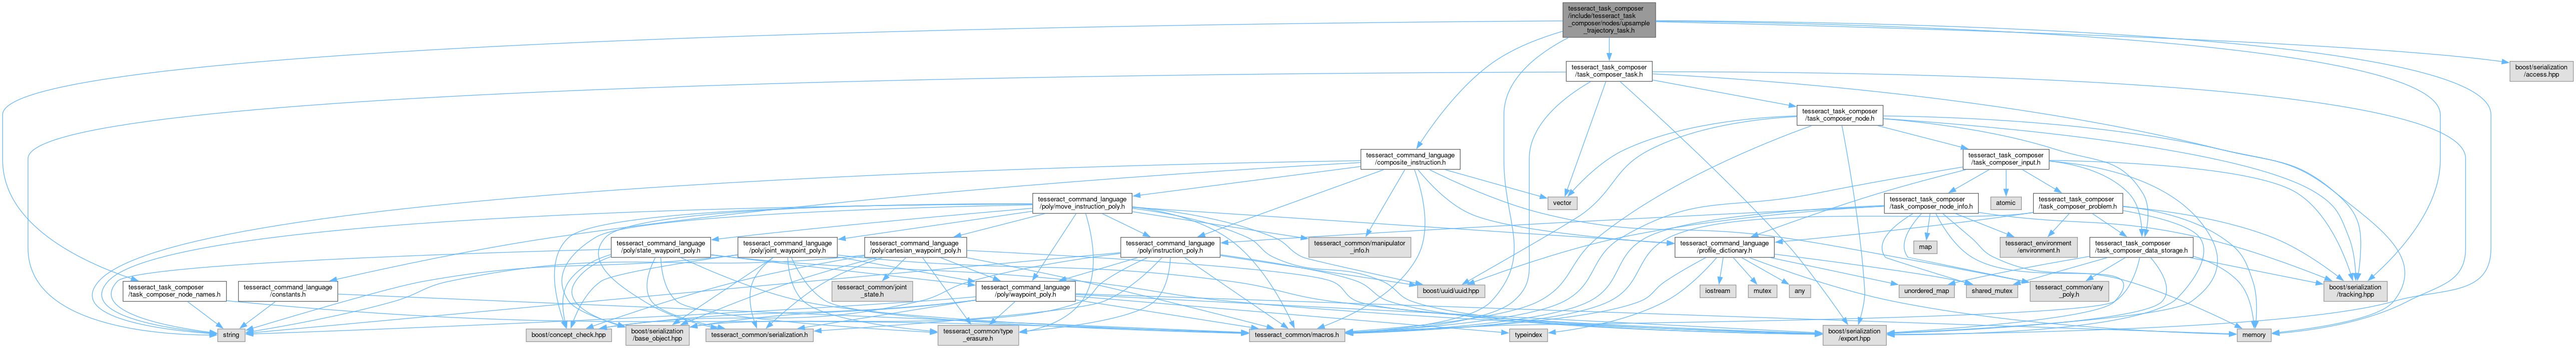 tesseract_task_composer
/include/tesseract_task
_composer/nodes/upsample
_trajectory_task.h
tesseract_task_composer
/task_composer_task.h
boost/serialization
/access.hpp
tesseract_task_composer
/task_composer_node.h
tesseract_command_language
/composite_instruction.h
tesseract_task_composer
/task_composer_input.h
tesseract_command_language
/poly/move_instruction_poly.h
vector
tesseract_task_composer
/task_composer_node_info.h
atomic
tesseract_task_composer
/task_composer_problem.h
tesseract_command_language
/poly/state_waypoint_poly.h
tesseract_command_language
/poly/joint_waypoint_poly.h
tesseract_command_language
/poly/cartesian_waypoint_poly.h
tesseract_command_language
/poly/instruction_poly.h
tesseract_common/manipulator
_info.h
tesseract_command_language
/profile_dictionary.h
map
tesseract_environment
/environment.h
tesseract_task_composer
/task_composer_data_storage.h
tesseract_task_composer
/task_composer_node_names.h
tesseract_command_language
/constants.h
tesseract_common/joint
_state.h
tesseract_command_language
/poly/waypoint_poly.h
boost/uuid/uuid.hpp
iostream
mutex
any
unordered_map
shared_mutex
tesseract_common/any
_poly.h
boost/serialization
/tracking.hpp
string
boost/concept_check.hpp
boost/serialization
/base_object.hpp
tesseract_common/serialization.h
tesseract_common/type
_erasure.h
tesseract_common/macros.h
typeindex
boost/serialization
/export.hpp
memory